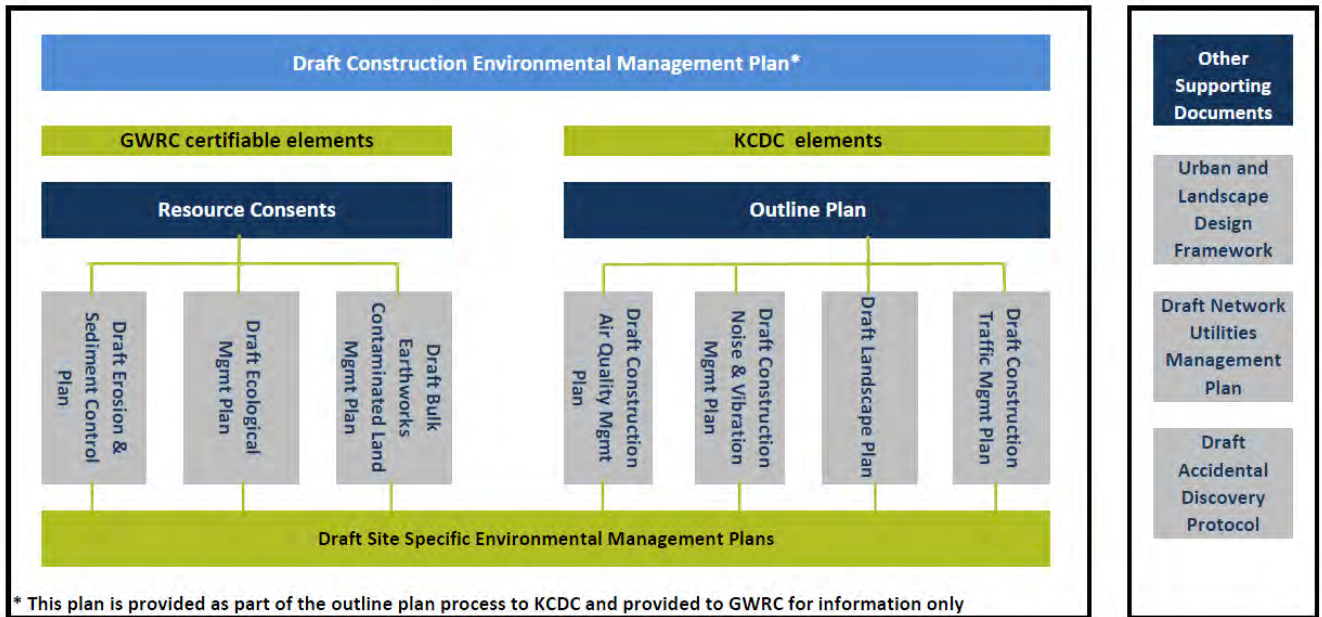 Draft Construction Environmental Management Plan*
GWRC certifiable elements
KCDC elements
Resource Consents
Outline Plan
Draft Erosion &
Sediment Control
Plan
Draft Ecological
Mgmt Plan
Draft Bulk
Earthworks
Contaminated Land
Mgmt Plan
Draft Construction
Air Quality Mgmt
Plan
Draft Construction
Noise & Vibration
Mgmt Plan
Draft Landscape Plan
Draft Construction
Traffic Mgmt Plan
Draft Site Specific Environmental Management Plans
* This plan is provided as part of the outline plan process to KCDC and provided to GWRC for information only
Other
Supporting
Documents
Urban and
Landscape
Design
Framework
Draft Network
Utilities
Management
Plan
Draft
Accidental
Discovery
Protocol